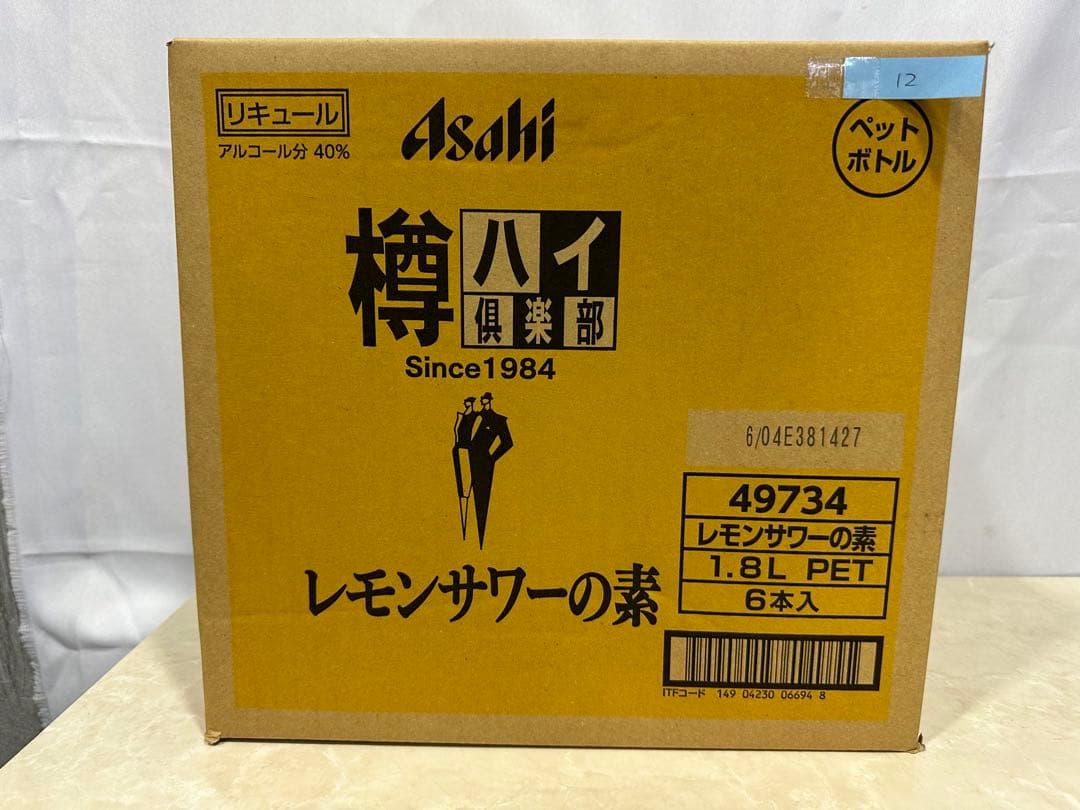 12
リキュール
アルコール分 40%
Asahi
ペット
ボトル
樽ハイ
倶楽部
Since1984
6/04E381427
49734
レモンサワーの素
1.8L PET
6本入
レモンサワーの素
ITFコード 149 04230 06694 8